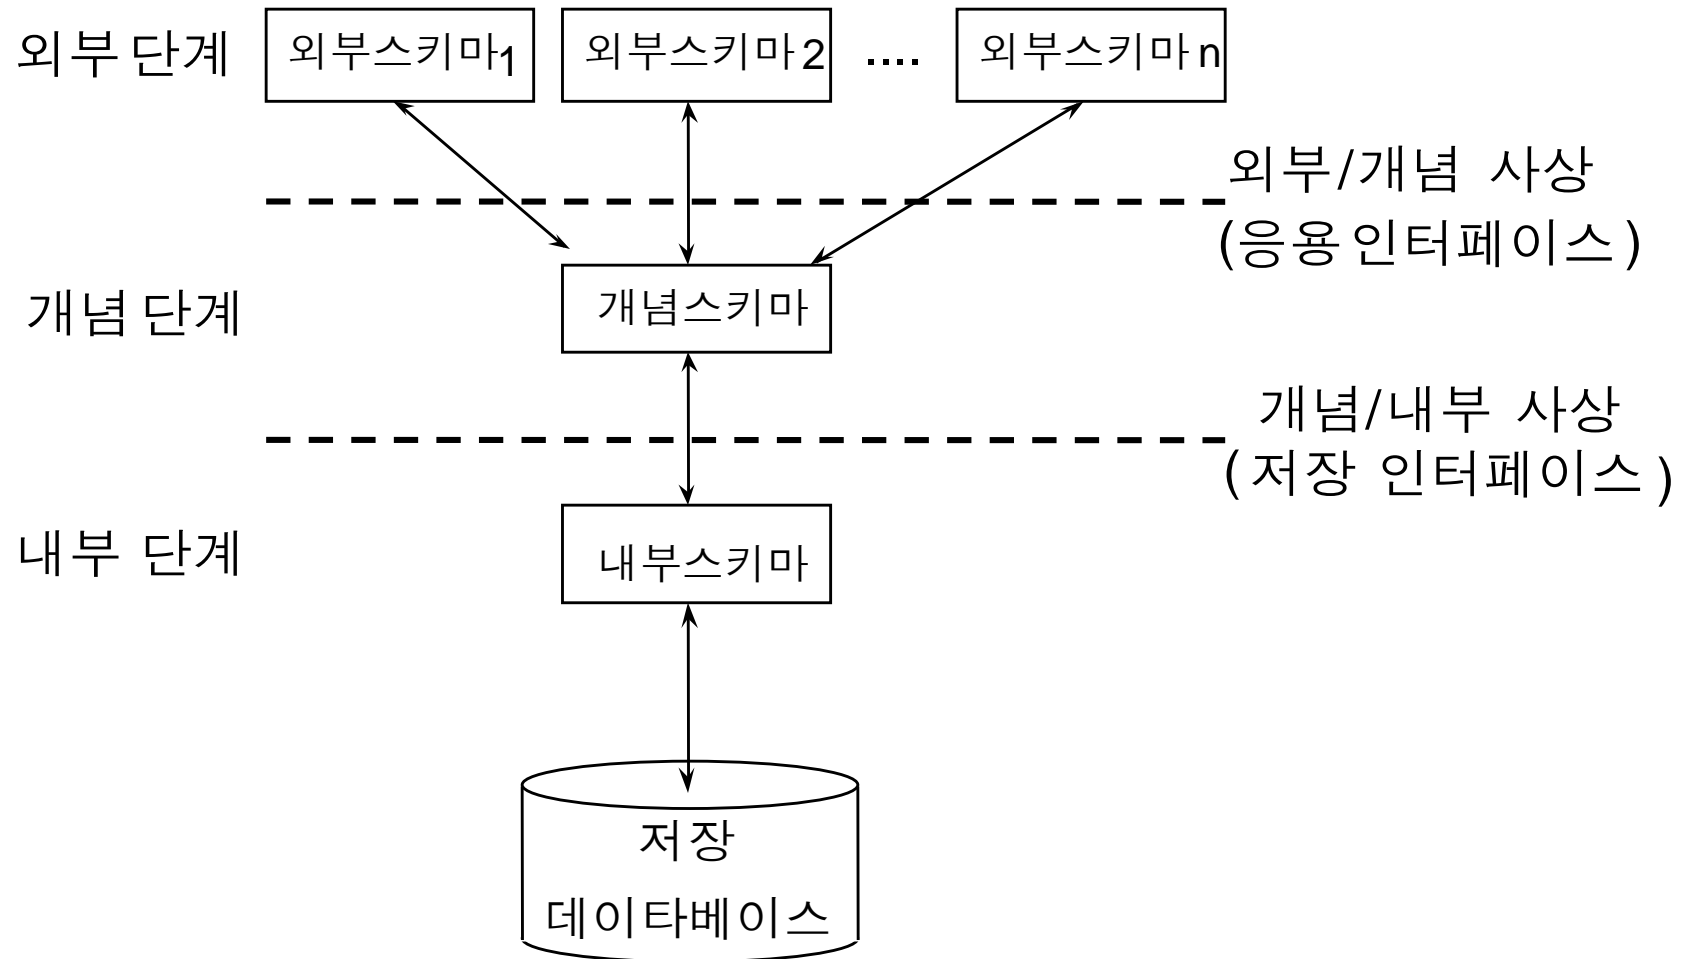 외부단계
외부스키마1
외부스키마2
....
외부스키마n
외부/개념 사상
(응용인터페이스)
개념단계
개념스키마
개념/내부 사상
(저장 인터페이스)
내부 단계
내부스키마
저장
데이타베이스